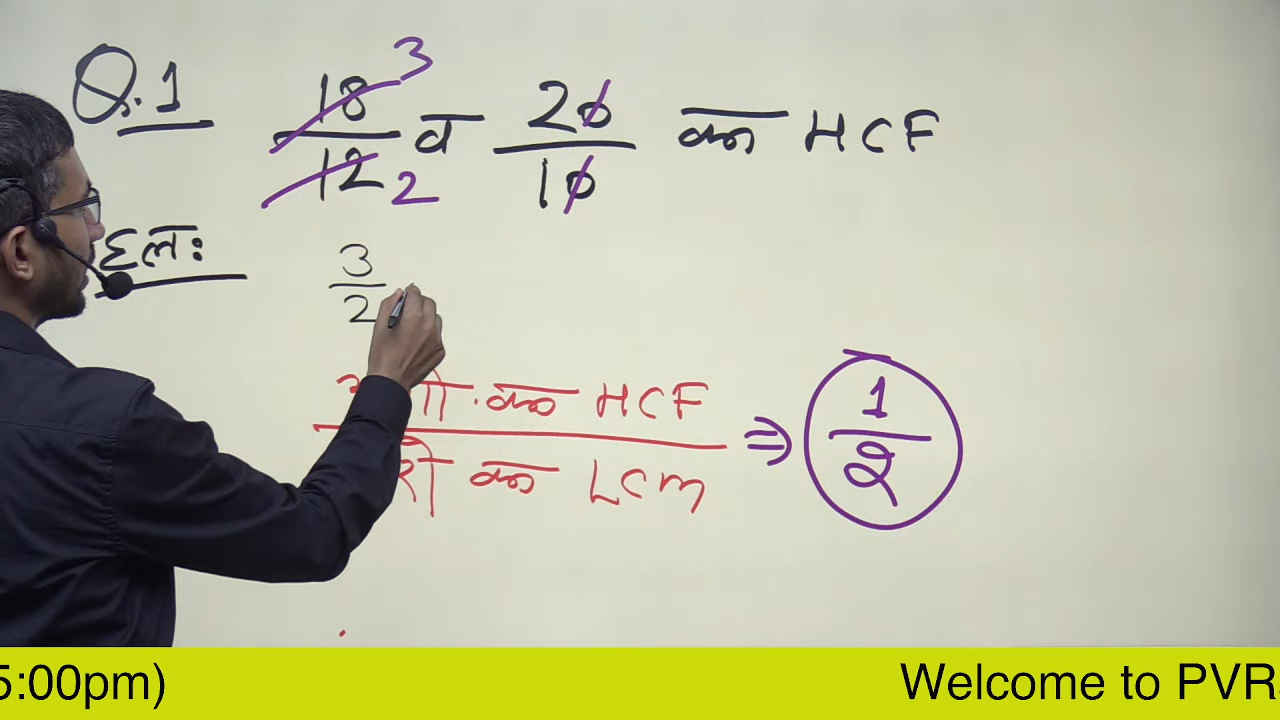 Q.1 18/12 3 2 व 20/10 का HCF
हलः
3/2
का HCF
का LCM
⇒ 1/2
5:00pm) Welcome to PVR